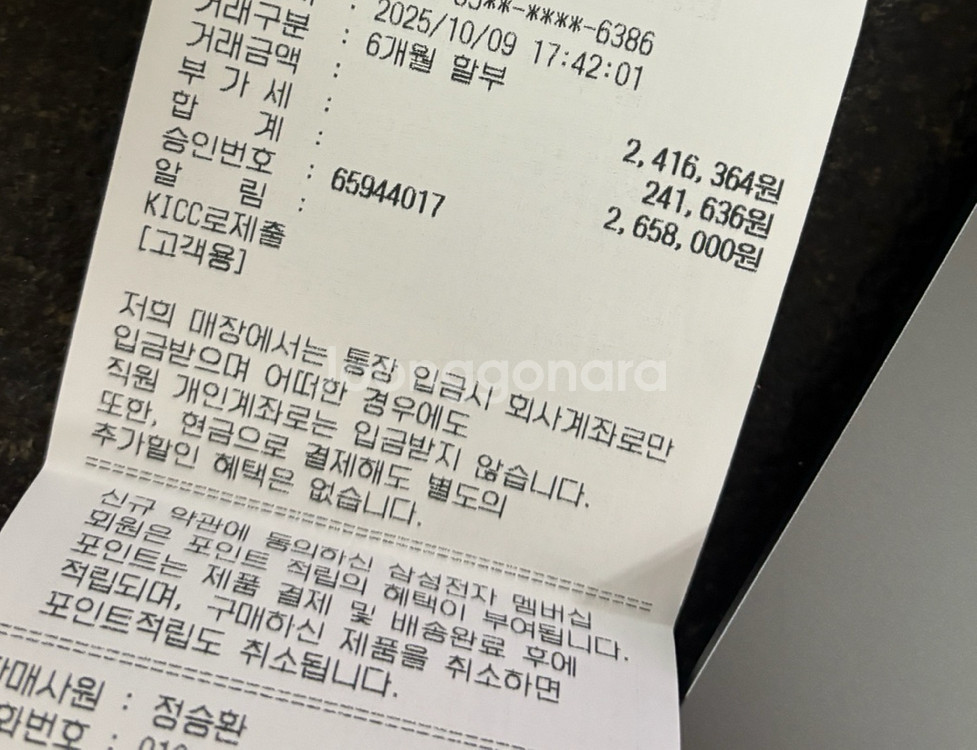 **-****-6386
거래구분 : 2025/10/09 17:42:01
거래금액 : 6개월 할부
부 가 세 : 2,416,364원
합 계 : 241,636원
승인번호 : 2,658,000원
알 림 : 65944017
KICC로제출
[고객용]
저희 매장에서는 통장 입금시 회사계좌로만
입금받으며 어떠한 경우에도
직원 개인계좌로는 입금받지 않습니다.
또한, 현금으로 결제해도 별도의
추가할인 혜택은 없습니다.
신규 약관에 동의하신 삼성전자 멤버십
회원은 포인트 적립의 혜택이 부여됩니다.
포인트는 제품 결제 및 배송완료 후에
적립되며, 구매하신 제품을 취소하면
포인트적립도 취소됩니다.
판매사원 : 정승환
전화번호 : 010
joonggonara